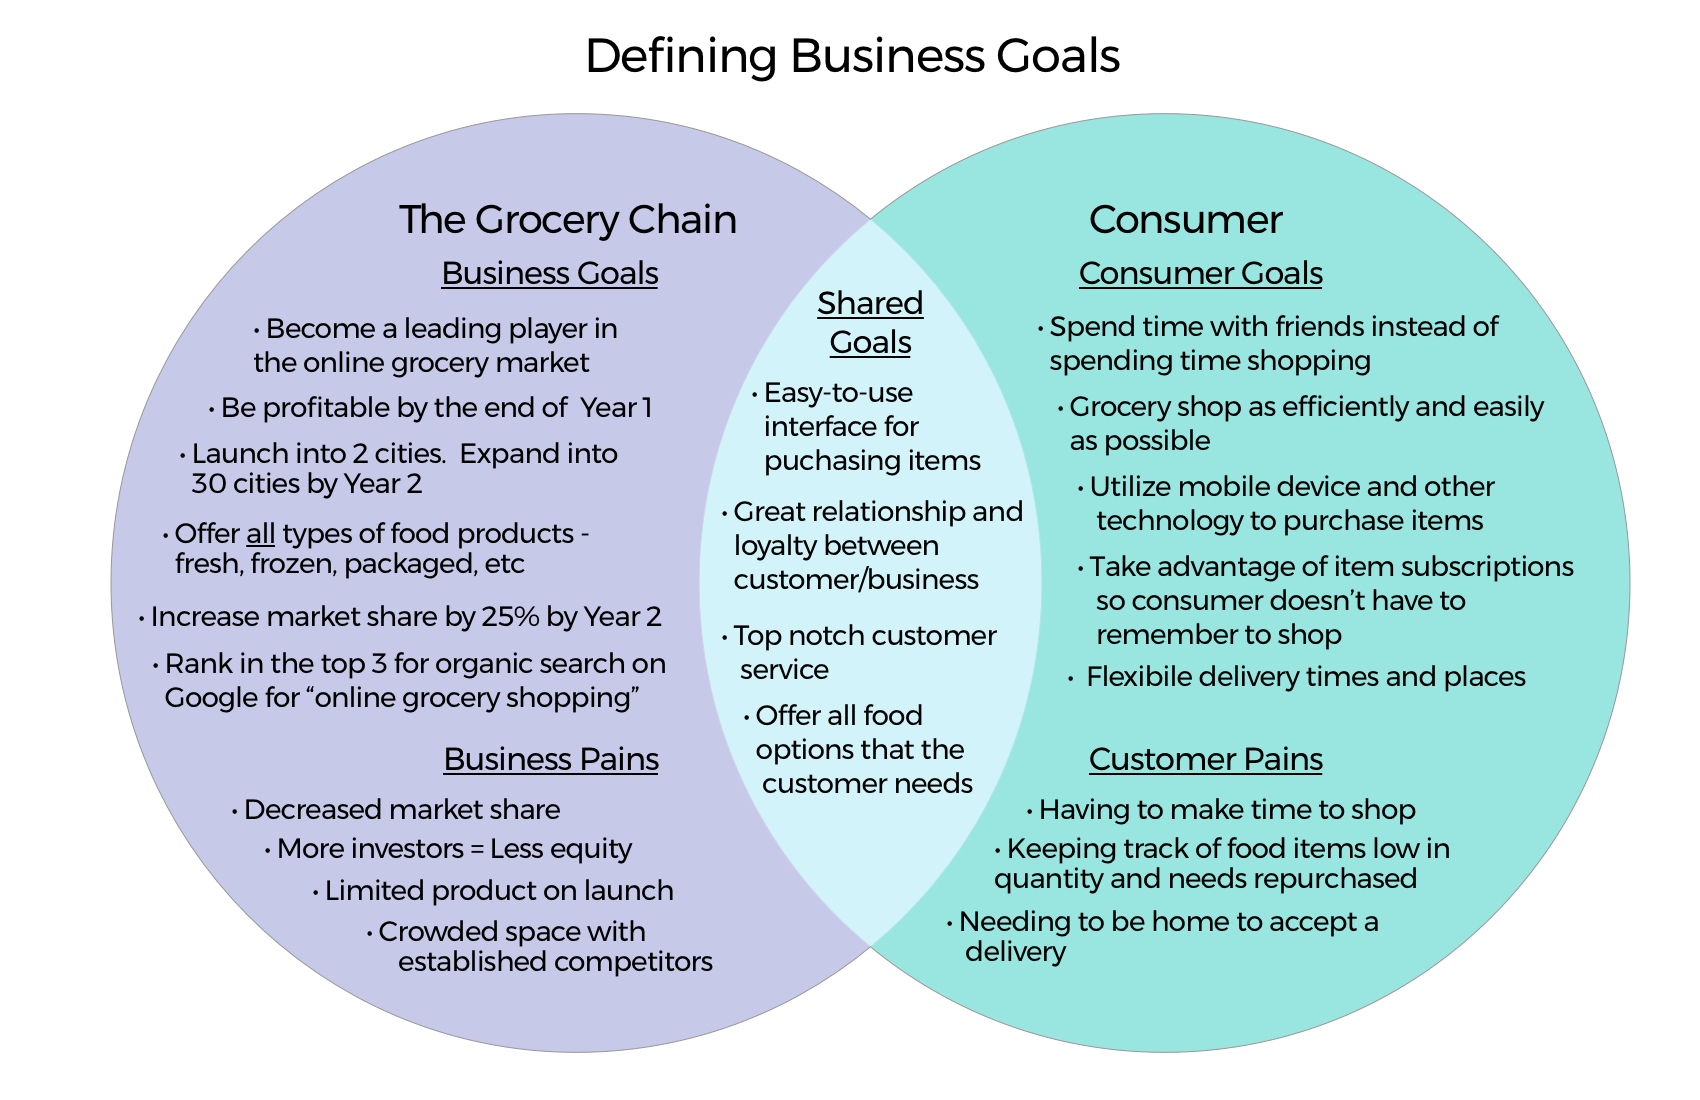 Defining Business Goals
The Grocery Chain
Business Goals
• Become a leading player in
the online grocery market
• Be profitable by the end of Year 1
• Launch into 2 cities. Expand into
30 cities by Year 2
• Offer all types of food products -
fresh, frozen, packaged, etc
• Increase market share by 25% by Year 2
• Rank in the top 3 for organic search on
Google for “online grocery shopping”
Business Pains
• Decreased market share
• More investors = Less equity
• Limited product on launch
• Crowded space with
established competitors
Shared
Goals
• Easy-to-use
interface for
puchasing items
• Great relationship and
loyalty between
customer/business
• Top notch customer
service
• Offer all food
options that the
customer needs
Consumer
Consumer Goals
• Spend time with friends instead of
spending time shopping
• Grocery shop as efficiently and easily
as possible
• Utilize mobile device and other
technology to purchase items
• Take advantage of item subscriptions
so consumer doesn’t have to
remember to shop
• Flexibile delivery times and places
Customer Pains
• Having to make time to shop
• Keeping track of food items low in
quantity and needs repurchased
• Needing to be home to accept a
delivery